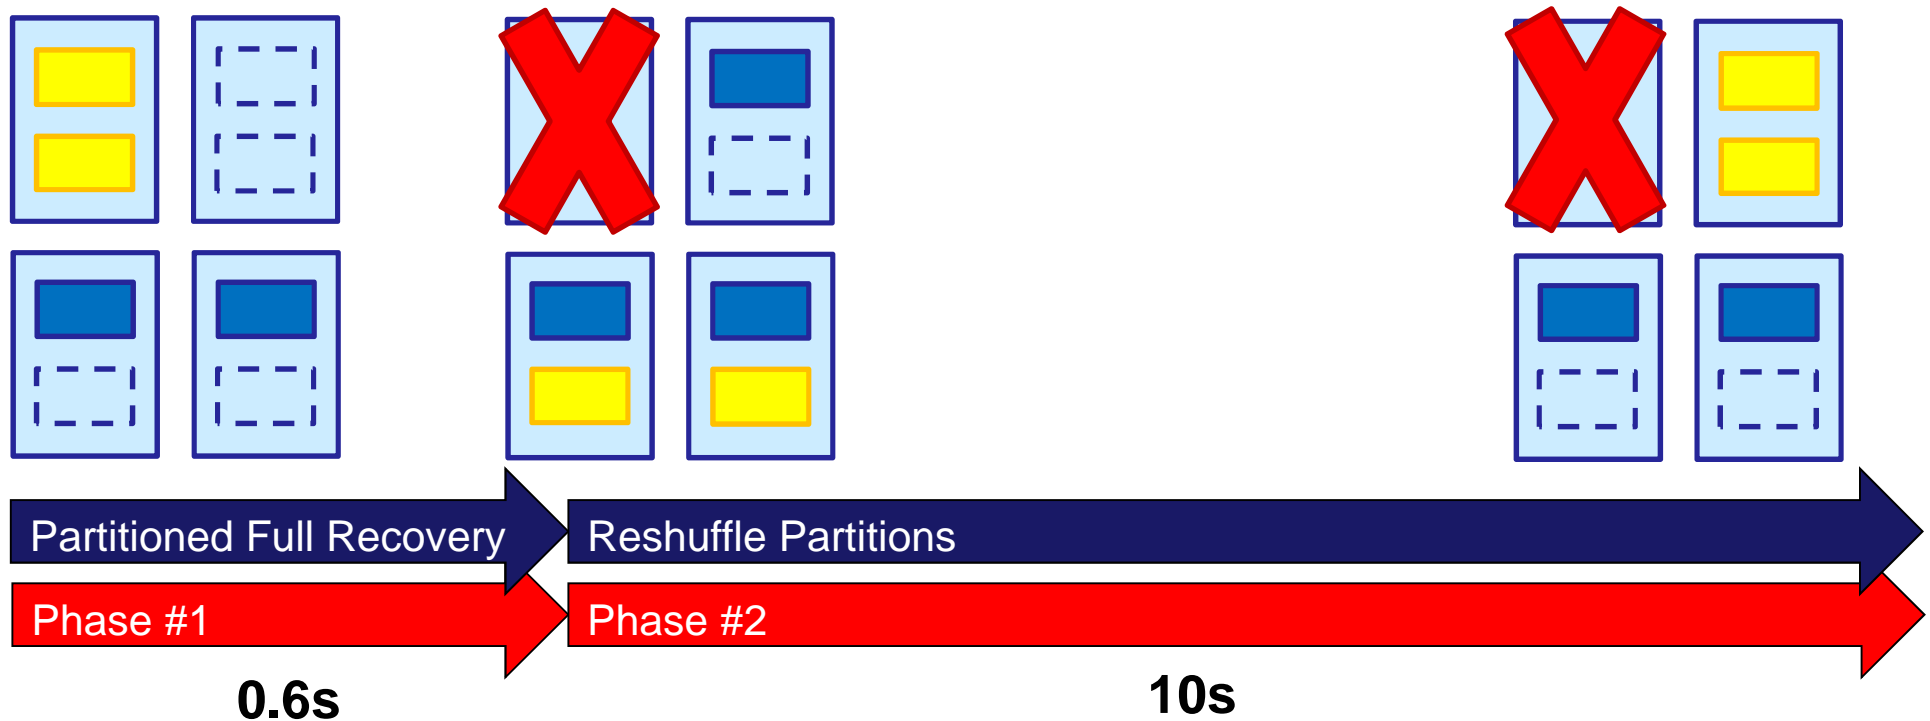 Partitioned Full Recovery
Reshuffle Partitions
Phase #1
Phase #2
0.6s
10s